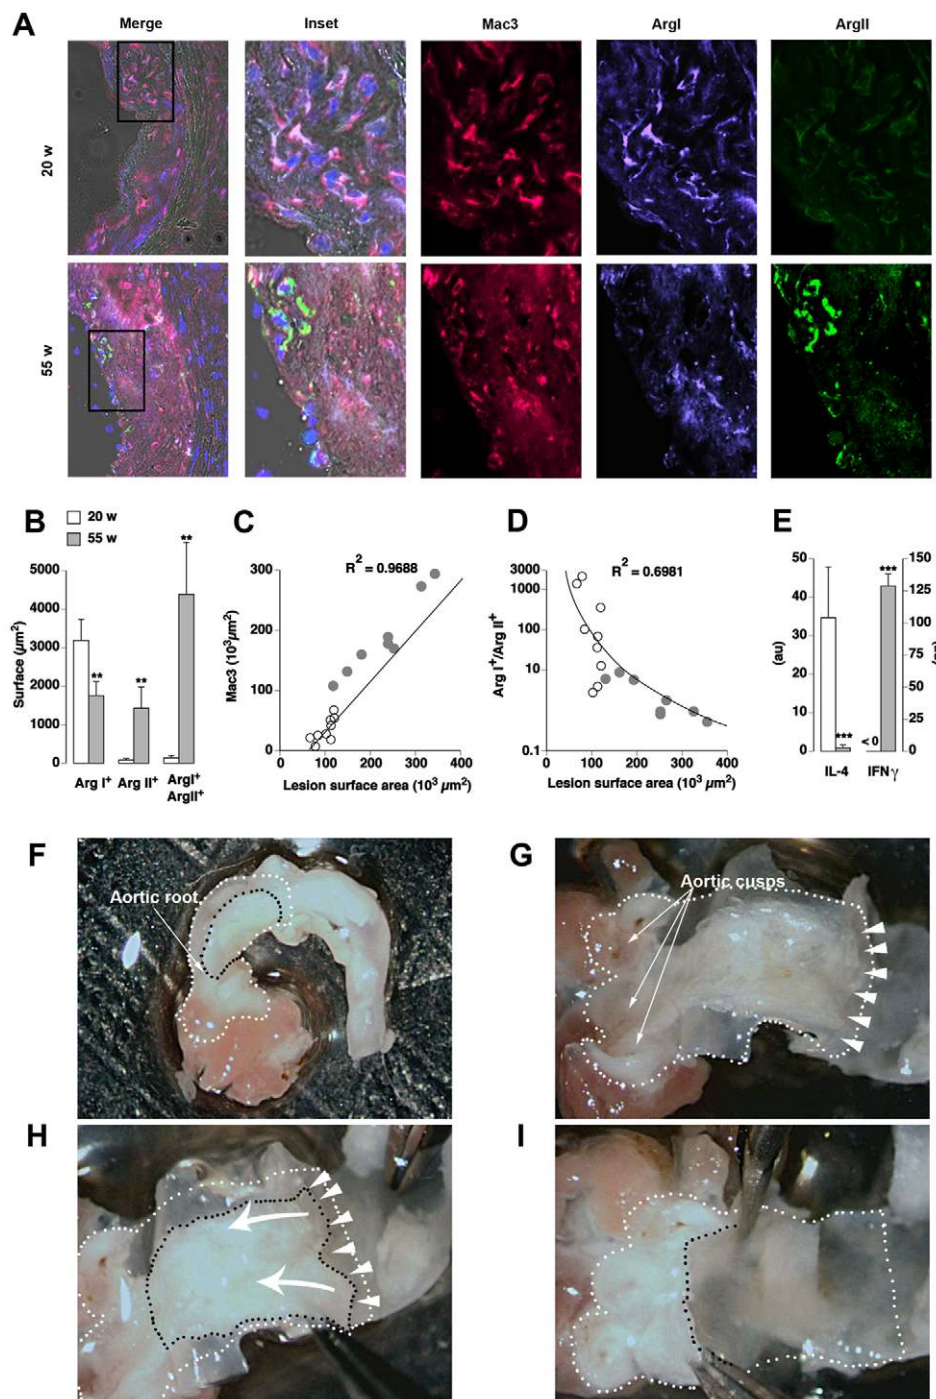 A
Merge Inset Mac3 ArgI ArgII
20 w
55 w
B
20 w
55 w
Surface (µm²)
5000
4000
3000
2000
1000
0
**
**
**
Arg I⁺ Arg II⁺ ArgI⁺
ArgII⁺
C
R² = 0.9688
Mac3 (10³µm²)
300
200
100
0
0 100 200 300 400
Lesion surface area (10³ µm²)
D
R² = 0.6981
Arg I⁺/Arg II⁺
3000
1000
10
0.1
0 100 200 300 400
Lesion surface area (10³ µm²)
E
(au)
50
40
30
20
10
0
150
125
100
75
50
25
0
***
***
< 0
IL-4 IFNγ
F
Aortic root
G
Aortic cusps
H
I